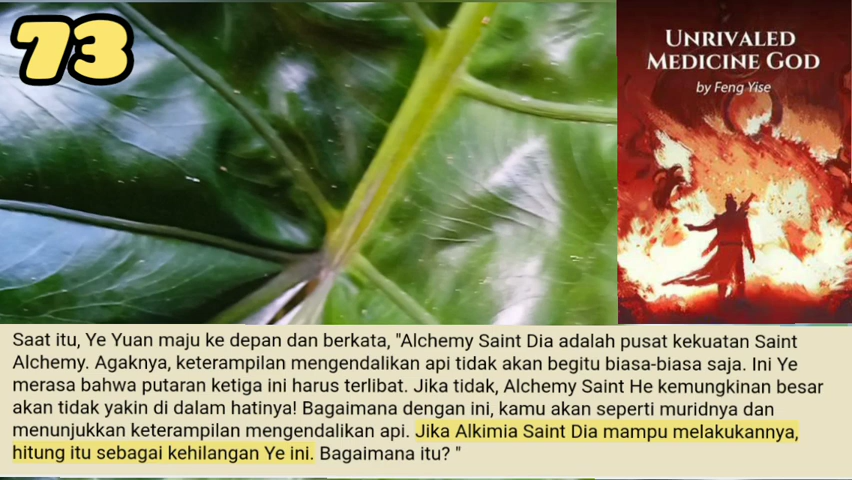 73
UNRIVALED
MEDICINE GOD
by Feng Yise
Saat itu, Ye Yuan maju ke depan dan berkata, "Alchemy Saint Dia adalah pusat kekuatan Saint
Alchemy. Agaknya, keterampilan mengendalikan api tidak akan begitu biasa-biasa saja. Ini Ye
merasa bahwa putaran ketiga ini harus terlibat. Jika tidak, Alchemy Saint He kemungkinan besar
akan tidak yakin di dalam hatinya! Bagaimana dengan ini, kamu akan seperti muridnya dan
menunjukkan keterampilan mengendalikan api. Jika Alkimia Saint Dia mampu melakukannya,
hitung itu sebagai kehilangan Ye ini. Bagaimana itu? "